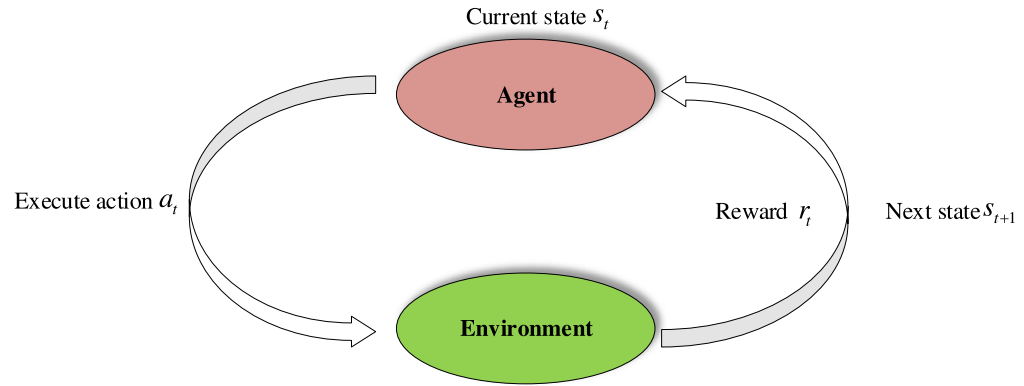 Current state s_t
Agent
Execute action a_t
Reward r_t
Next state s_{t+1}
Environment